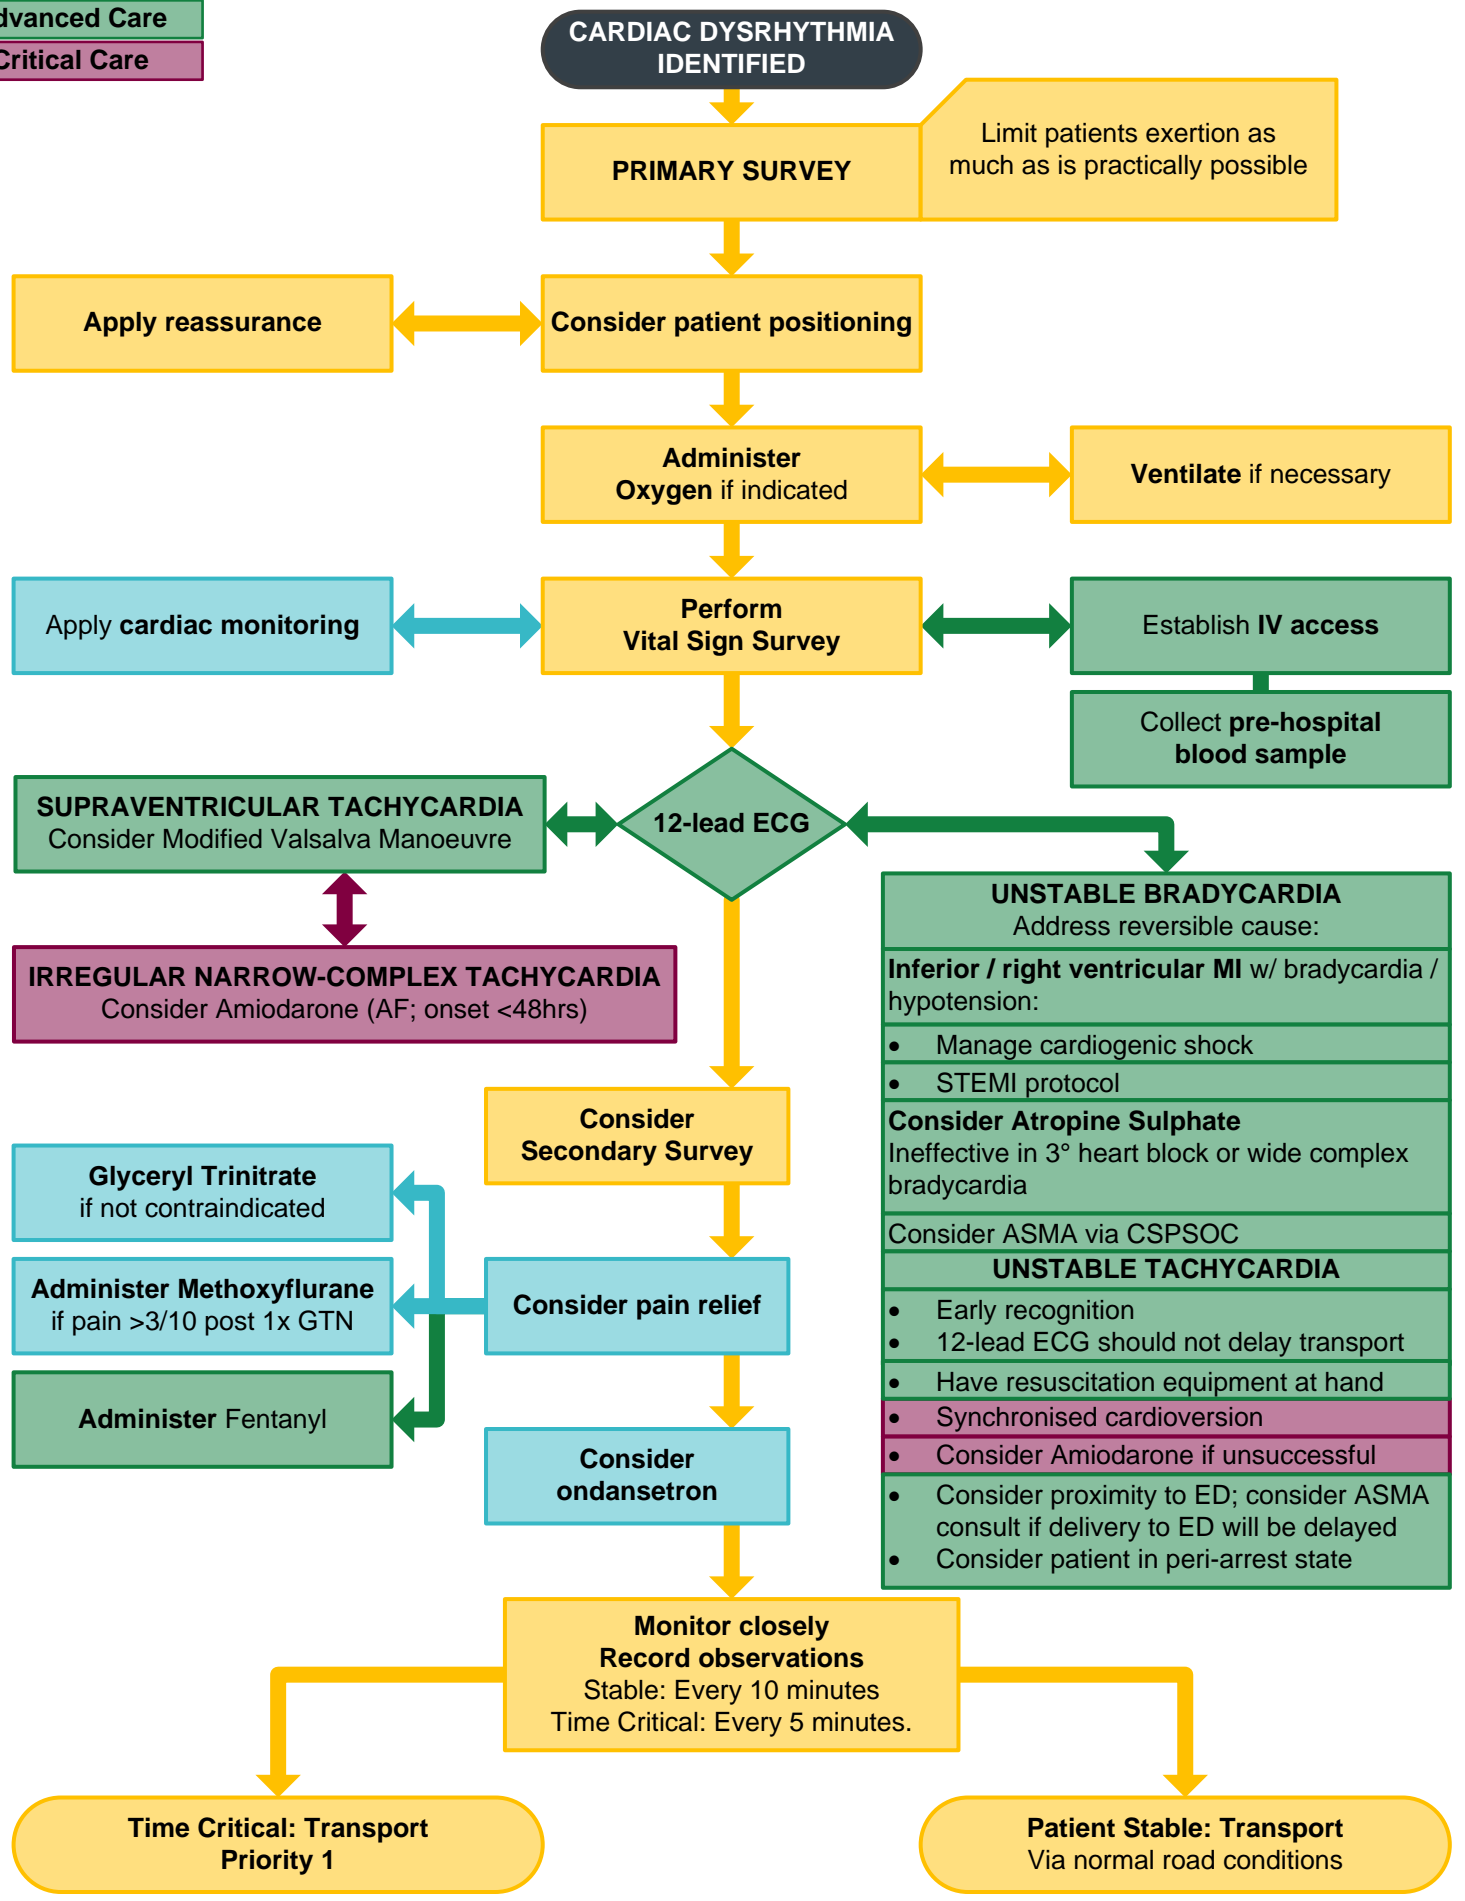 dvanced Care
Critical Care
CARDIAC DYSRHYTHMIA
IDENTIFIED
PRIMARY SURVEY
Limit patients exertion as
much as is practically possible
Apply reassurance
Consider patient positioning
Administer
Oxygen if indicated
Ventilate if necessary
Apply cardiac monitoring
Perform
Vital Sign Survey
Establish IV access
Collect pre-hospital
blood sample
SUPRAVENTRICULAR TACHYCARDIA
Consider Modified Valsalva Manoeuvre
12-lead ECG
IRREGULAR NARROW-COMPLEX TACHYCARDIA
Consider Amiodarone (AF; onset <48hrs)
UNSTABLE BRADYCARDIA
Address reversible cause:
Inferior / right ventricular MI w/ bradycardia /
hypotension:
• Manage cardiogenic shock
• STEMI protocol
Consider Atropine Sulphate
Ineffective in 3° heart block or wide complex
bradycardia
Consider ASMA via CSPSOC
UNSTABLE TACHYCARDIA
• Early recognition
• 12-lead ECG should not delay transport
• Have resuscitation equipment at hand
• Synchronised cardioversion
• Consider Amiodarone if unsuccessful
• Consider proximity to ED; consider ASMA
consult if delivery to ED will be delayed
• Consider patient in peri-arrest state
Consider
Secondary Survey
Glyceryl Trinitrate
if not contraindicated
Administer Methoxyflurane
if pain >3/10 post 1x GTN
Consider pain relief
Administer Fentanyl
Consider
ondansetron
Monitor closely
Record observations
Stable: Every 10 minutes
Time Critical: Every 5 minutes.
Time Critical: Transport
Priority 1
Patient Stable: Transport
Via normal road conditions